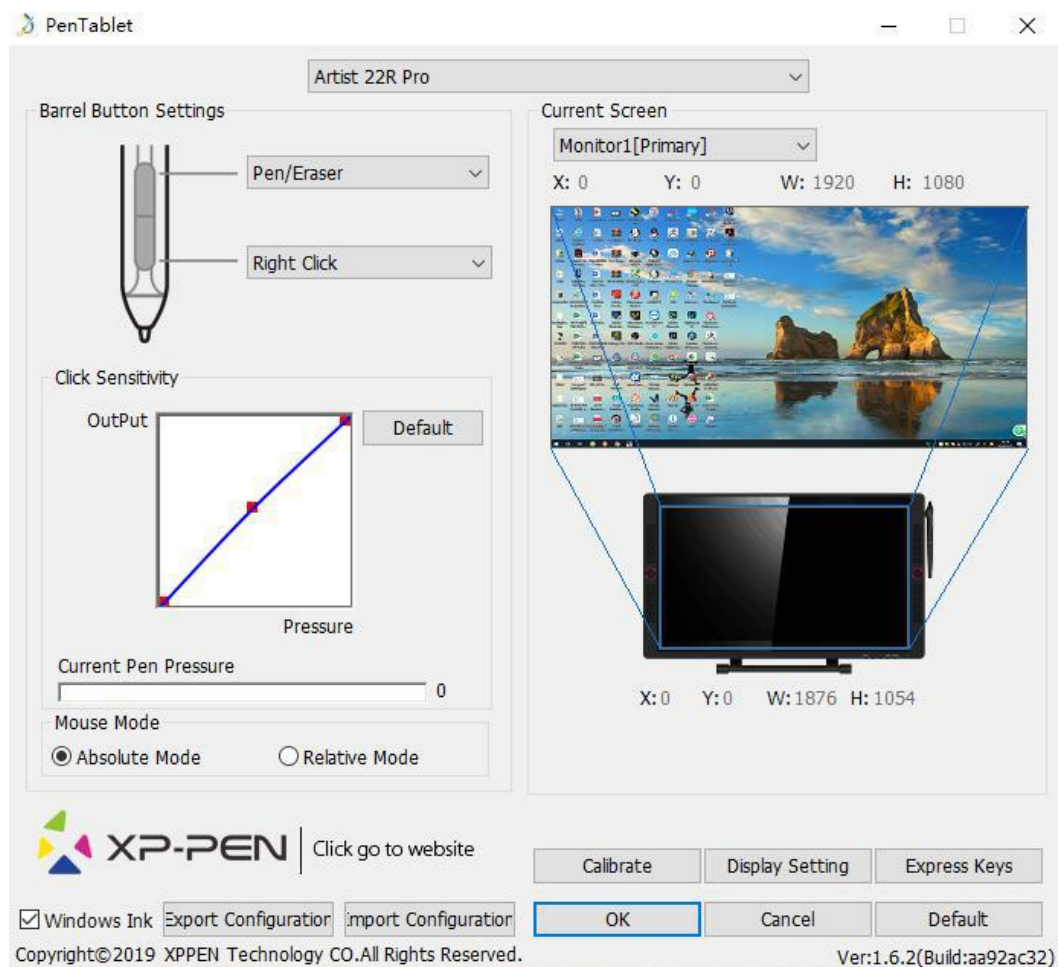 PenTablet
Artist 22R Pro
Barrel Button Settings
Pen/Eraser
Right Click
Click Sensitivity
OutPut
Default
Pressure
Current Pen Pressure
0
Mouse Mode
Absolute Mode
Relative Mode
Current Screen
Monitor1[Primary]
X: 0 Y: 0 W: 1920 H: 1080
X: 0 Y: 0 W: 1876 H: 1054
XP-PEN
Click go to website
Calibrate
Display Setting
Express Keys
Windows Ink
Export Configuration
Import Configuration
OK
Cancel
Default
Copyright©2019 XPPEN Technology CO.All Rights Reserved.
Ver:1.6.2(Build:aa92ac32)